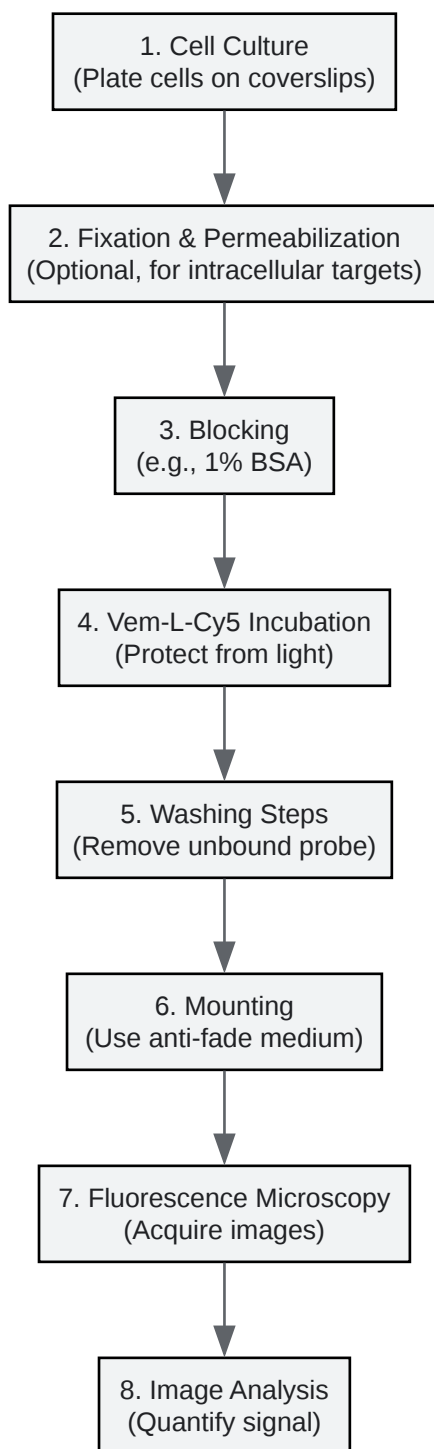 1. Cell Culture
(Plate cells on coverslips)
2. Fixation & Permeabilization
(Optional, for intracellular targets)
3. Blocking
(e.g., 1% BSA)
4. Vem-L-Cy5 Incubation
(Protect from light)
5. Washing Steps
(Remove unbound probe)
6. Mounting
(Use anti-fade medium)
7. Fluorescence Microscopy
(Acquire images)
8. Image Analysis
(Quantify signal)